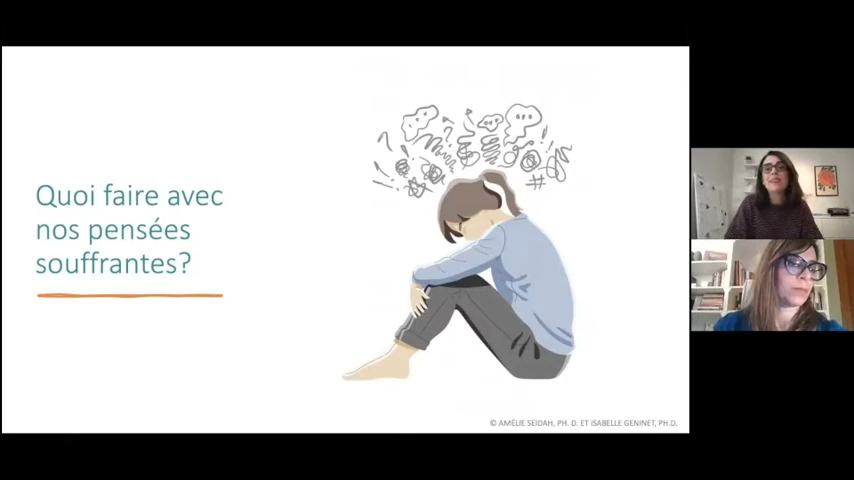 Quoi faire avec
nos pensées
souffrantes?
© AMÉLIE SEIDAH, PH. D. ET ISABELLE GENINET, PH.D.